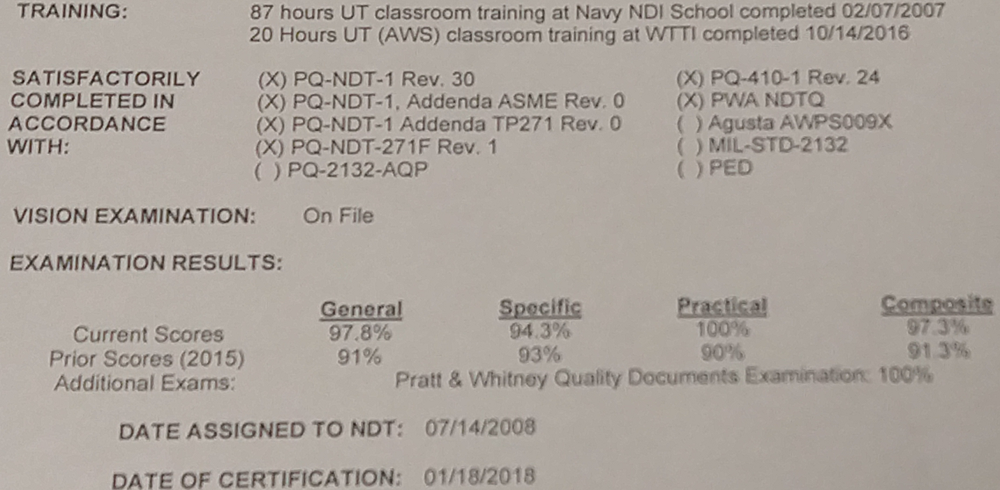 TRAINING: 87 hours UT classroom training at Navy NDI School completed 02/07/2007
20 Hours UT (AWS) classroom training at WTTI completed 10/14/2016
SATISFACTORILY (X) PQ-NDT-1 Rev. 30 (X) PQ-410-1 Rev. 24
COMPLETED IN (X) PQ-NDT-1, Addenda ASME Rev. 0 (X) PWA NDTQ
ACCORDANCE (X) PQ-NDT-1 Addenda TP271 Rev. 0 ( ) Agusta AWPS009X
WITH: (X) PQ-NDT-271F Rev. 1 ( ) MIL-STD-2132
( ) PQ-2132-AQP ( ) PED
VISION EXAMINATION: On File
EXAMINATION RESULTS:
General Specific Practical Composite
Current Scores 97.8% 94.3% 100% 97.3%
Prior Scores (2015) 91% 93% 90% 91.3%
Additional Exams: Pratt & Whitney Quality Documents Examination: 100%
DATE ASSIGNED TO NDT: 07/14/2008
DATE OF CERTIFICATION: 01/18/2018